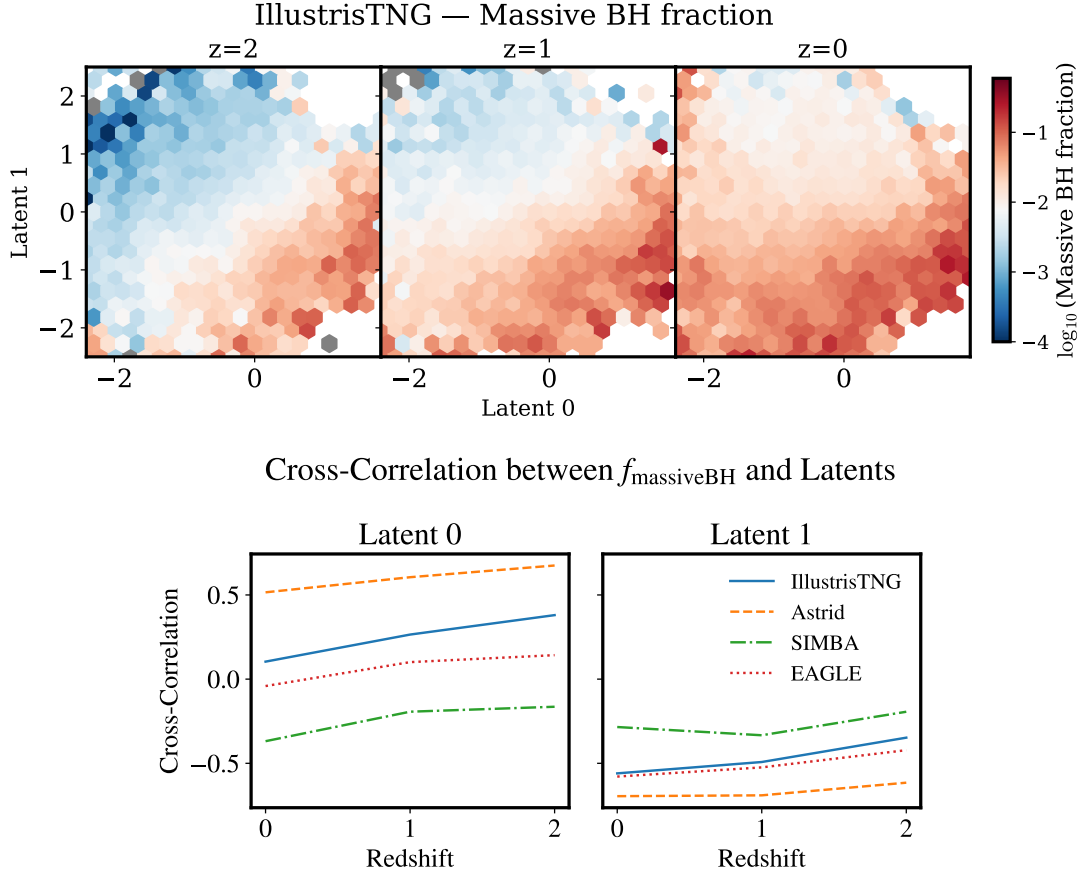 IllustrisTNG — Massive BH fraction
z=2
z=1
z=0
2
1
0
−1
−2
Latent 1
−2
0
−2
0
−2
0
Latent 0
−1
−2
−3
−4
log₁₀ (Massive BH fraction)
Cross-Correlation between f_massiveBH and Latents
Latent 0
Latent 1
0.5
0.0
−0.5
Cross-Correlation
IllustrisTNG
Astrid
SIMBA
EAGLE
0
1
2
0
1
2
Redshift
Redshift